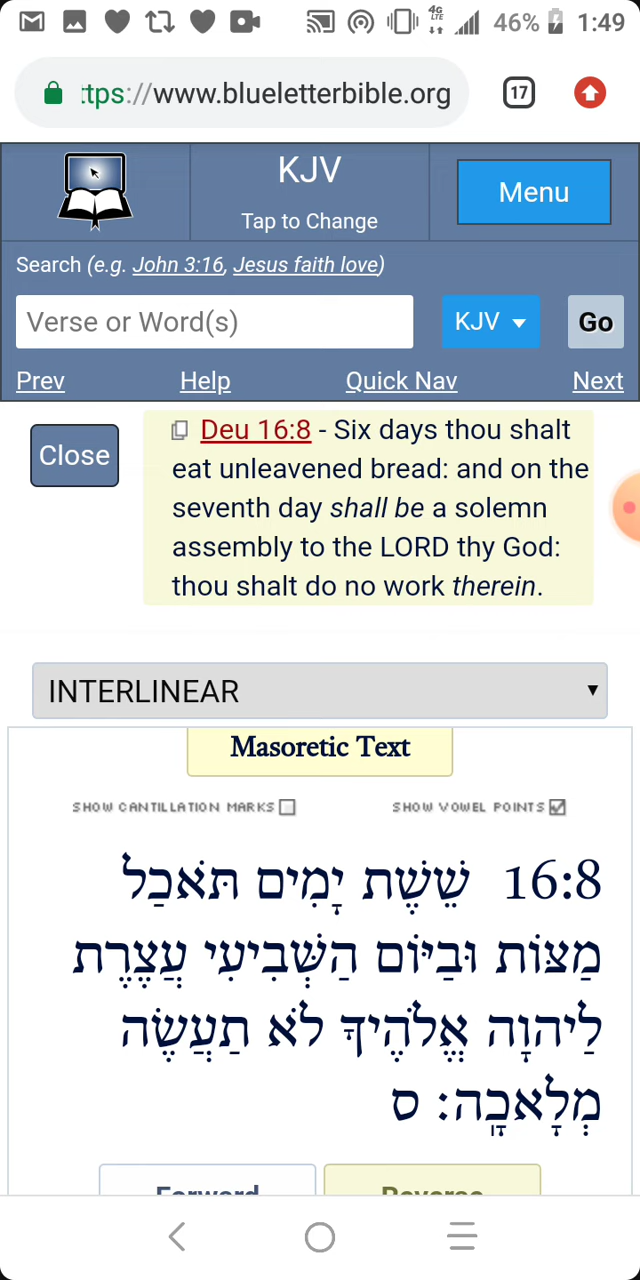 46% 1:49
ttps://www.blueletterbible.org 17
KJV
Tap to Change
Menu
Search (e.g. John 3:16, Jesus faith love)
Verse or Word(s) KJV Go
Prev Help Quick Nav Next
Close
Deu 16:8 - Six days thou shalt
eat unleavened bread: and on the
seventh day shall be a solemn
assembly to the LORD thy God:
thou shalt do no work therein.
INTERLINEAR
Masoretic Text
SHOW CANTILLATION MARKS SHOW VOWEL POINTS
16:8 שֵׁשֶׁת יָמִים תֹּאכַל
מַצּוֹת וּבַיּוֹם הַשְּׁבִיעִי עֲצֶרֶת
לַיהוָה אֱלֹהֶיךָ לֹא תַעֲשֶׂה
מְלָאכָה׃ ס
Forward Reverse